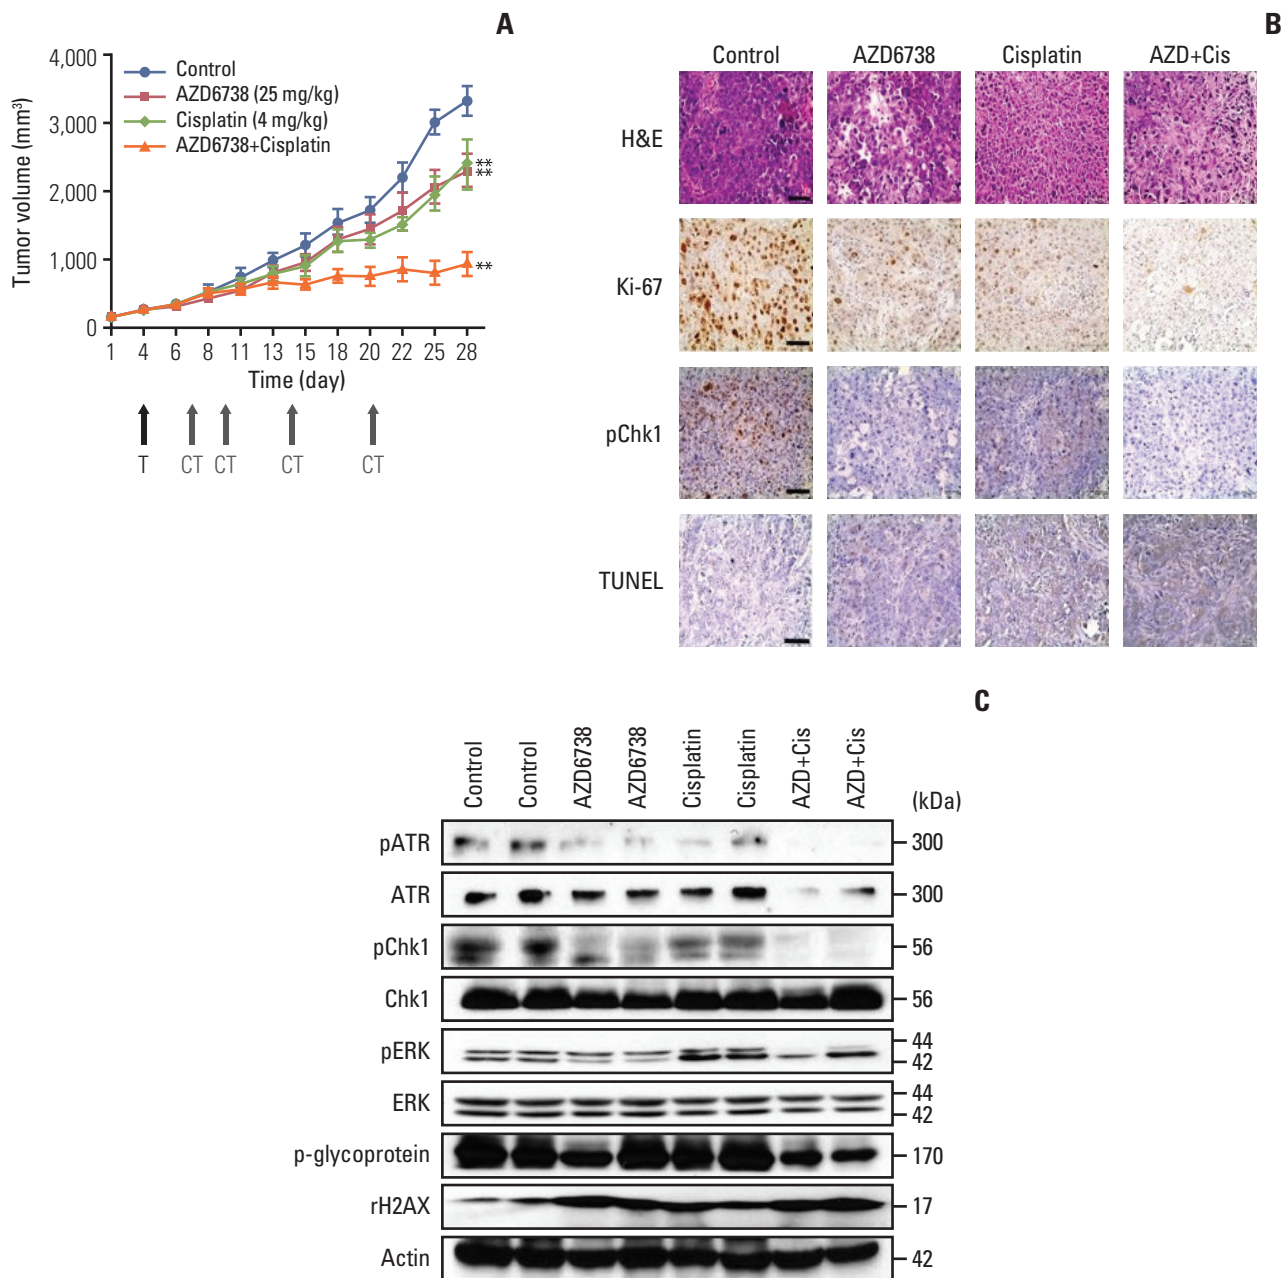 A
4,000
3,000
2,000
1,000
0
Tumor volume (mm³)
Control
AZD6738 (25 mg/kg)
Cisplatin (4 mg/kg)
AZD6738+Cisplatin
**
**
**
1 4 6 8 11 13 15 18 20 22 25 28
Time (day)
T CT CT CT CT
B
Control AZD6738 Cisplatin AZD+Cis
H&E
Ki-67
pChk1
TUNEL
C
Control Control AZD6738 AZD6738 Cisplatin Cisplatin AZD+Cis AZD+Cis (kDa)
pATR 300
ATR 300
pChk1 56
Chk1 56
pERK 44
42
ERK 44
42
p-glycoprotein 170
rH2AX 17
Actin 42